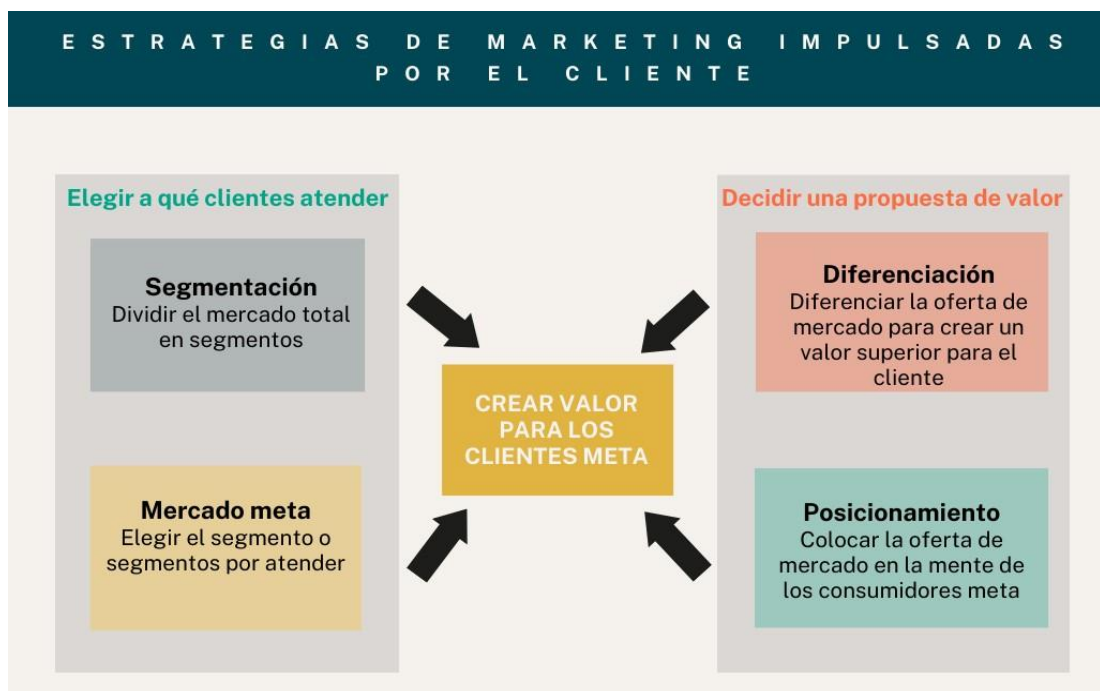 ESTRATEGIAS DE MARKETING IMPULSADAS
POR EL CLIENTE
Elegir a qué clientes atender
Segmentación
Dividir el mercado total
en segmentos
Mercado meta
Elegir el segmento o
segmentos por atender
CREAR VALOR
PARA LOS
CLIENTES META
Decidir una propuesta de valor
Diferenciación
Diferenciar la oferta de
mercado para crear un
valor superior para el
cliente
Posicionamiento
Colocar la oferta de
mercado en la mente de
los consumidores meta